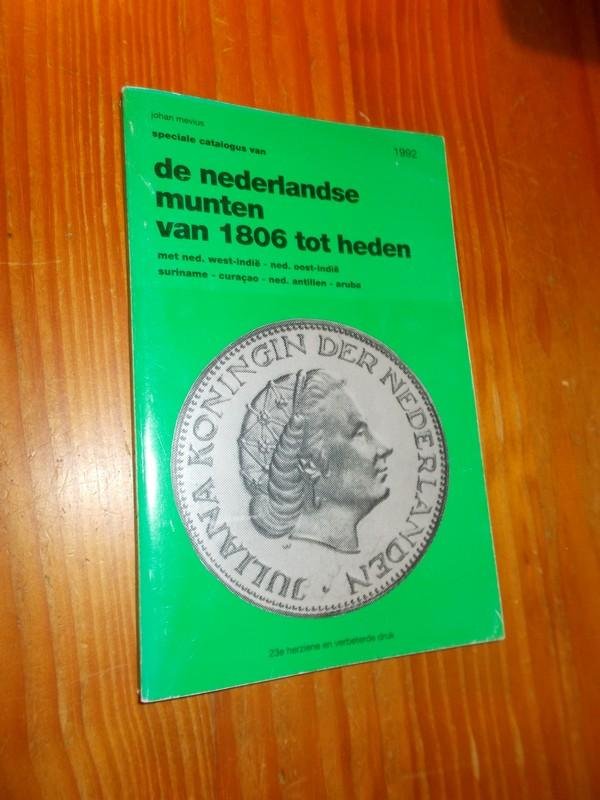 johan mevius
speciale catalogus van
1992
de nederlandse
munten
van 1806 tot heden
met ned. west-indië - ned. oost-indië
suriname - curaçao - ned. antillen - aruba
JULIANA KONINGIN DER NEDERLANDEN
23e herziene en verbeterde druk